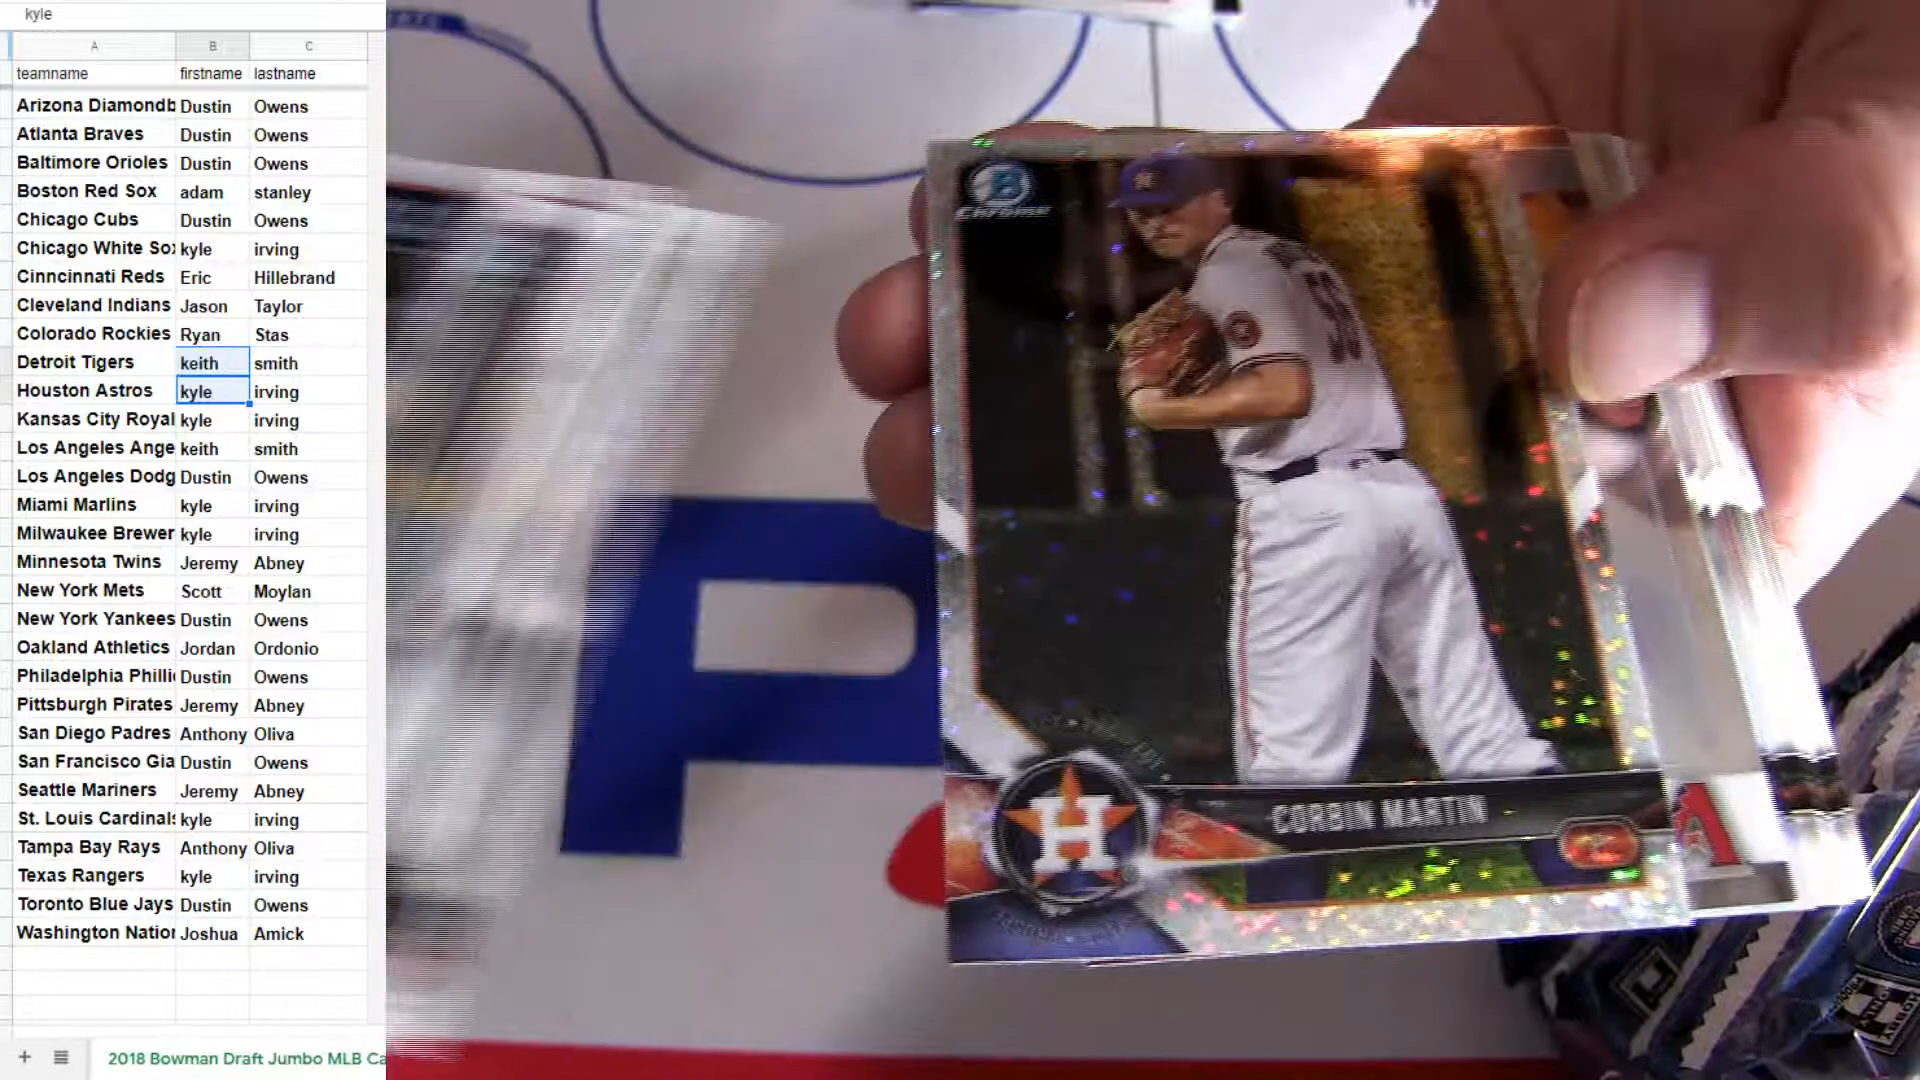 kyle
A B C
teamname firstname lastname
Arizona Diamondb Dustin Owens
Atlanta Braves Dustin Owens
Baltimore Orioles Dustin Owens
Boston Red Sox adam stanley
Chicago Cubs Dustin Owens
Chicago White Sox kyle irving
Cinncinnati Reds Eric Hillebrand
Cleveland Indians Jason Taylor
Colorado Rockies Ryan Stas
Detroit Tigers keith smith
Houston Astros kyle irving
Kansas City Royal kyle irving
Los Angeles Ange keith smith
Los Angeles Dodg Dustin Owens
Miami Marlins kyle irving
Milwaukee Brewer kyle irving
Minnesota Twins Jeremy Abney
New York Mets Scott Moylan
New York Yankees Dustin Owens
Oakland Athletics Jordan Ordonio
Philadelphia Philli Dustin Owens
Pittsburgh Pirates Jeremy Abney
San Diego Padres Anthony Oliva
San Francisco Gia Dustin Owens
Seattle Mariners Jeremy Abney
St. Louis Cardinals kyle irving
Tampa Bay Rays Anthony Oliva
Texas Rangers kyle irving
Toronto Blue Jays Dustin Owens
Washington Nation Joshua Amick
2018 Bowman Draft Jumbo MLB Ca
B
CHROME
H
CORBIN MARTIN
A
P